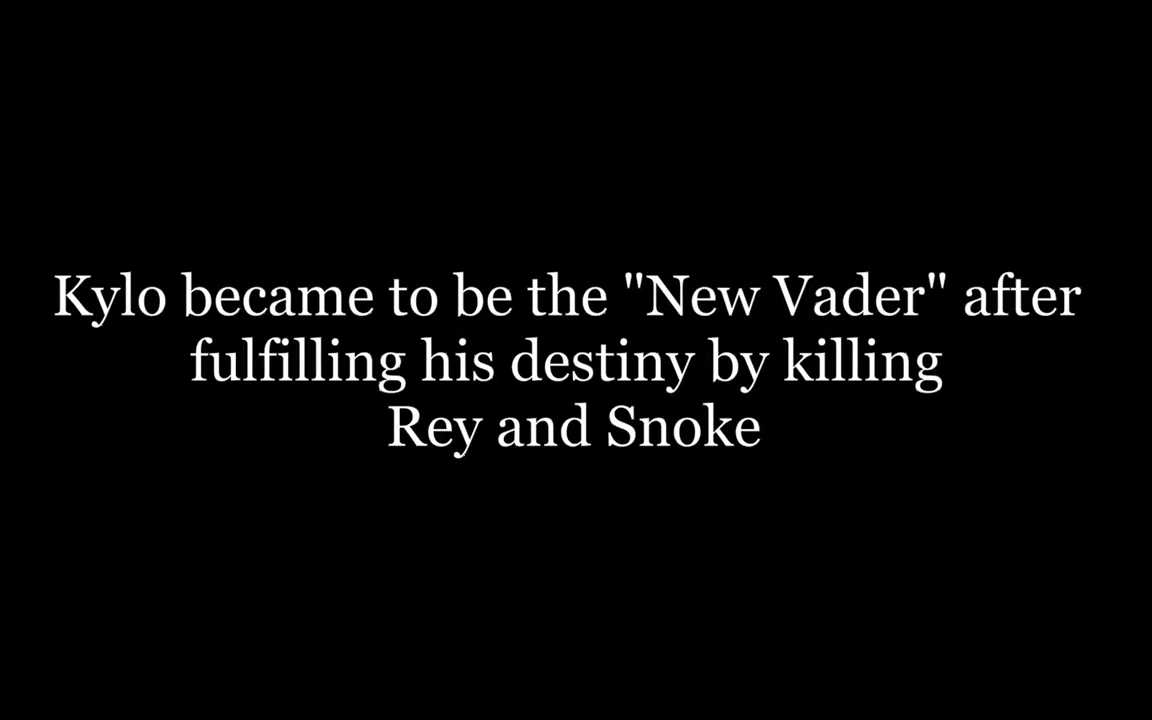 Kylo became to be the "New Vader" after
fulfilling his destiny by killing
Rey and Snoke